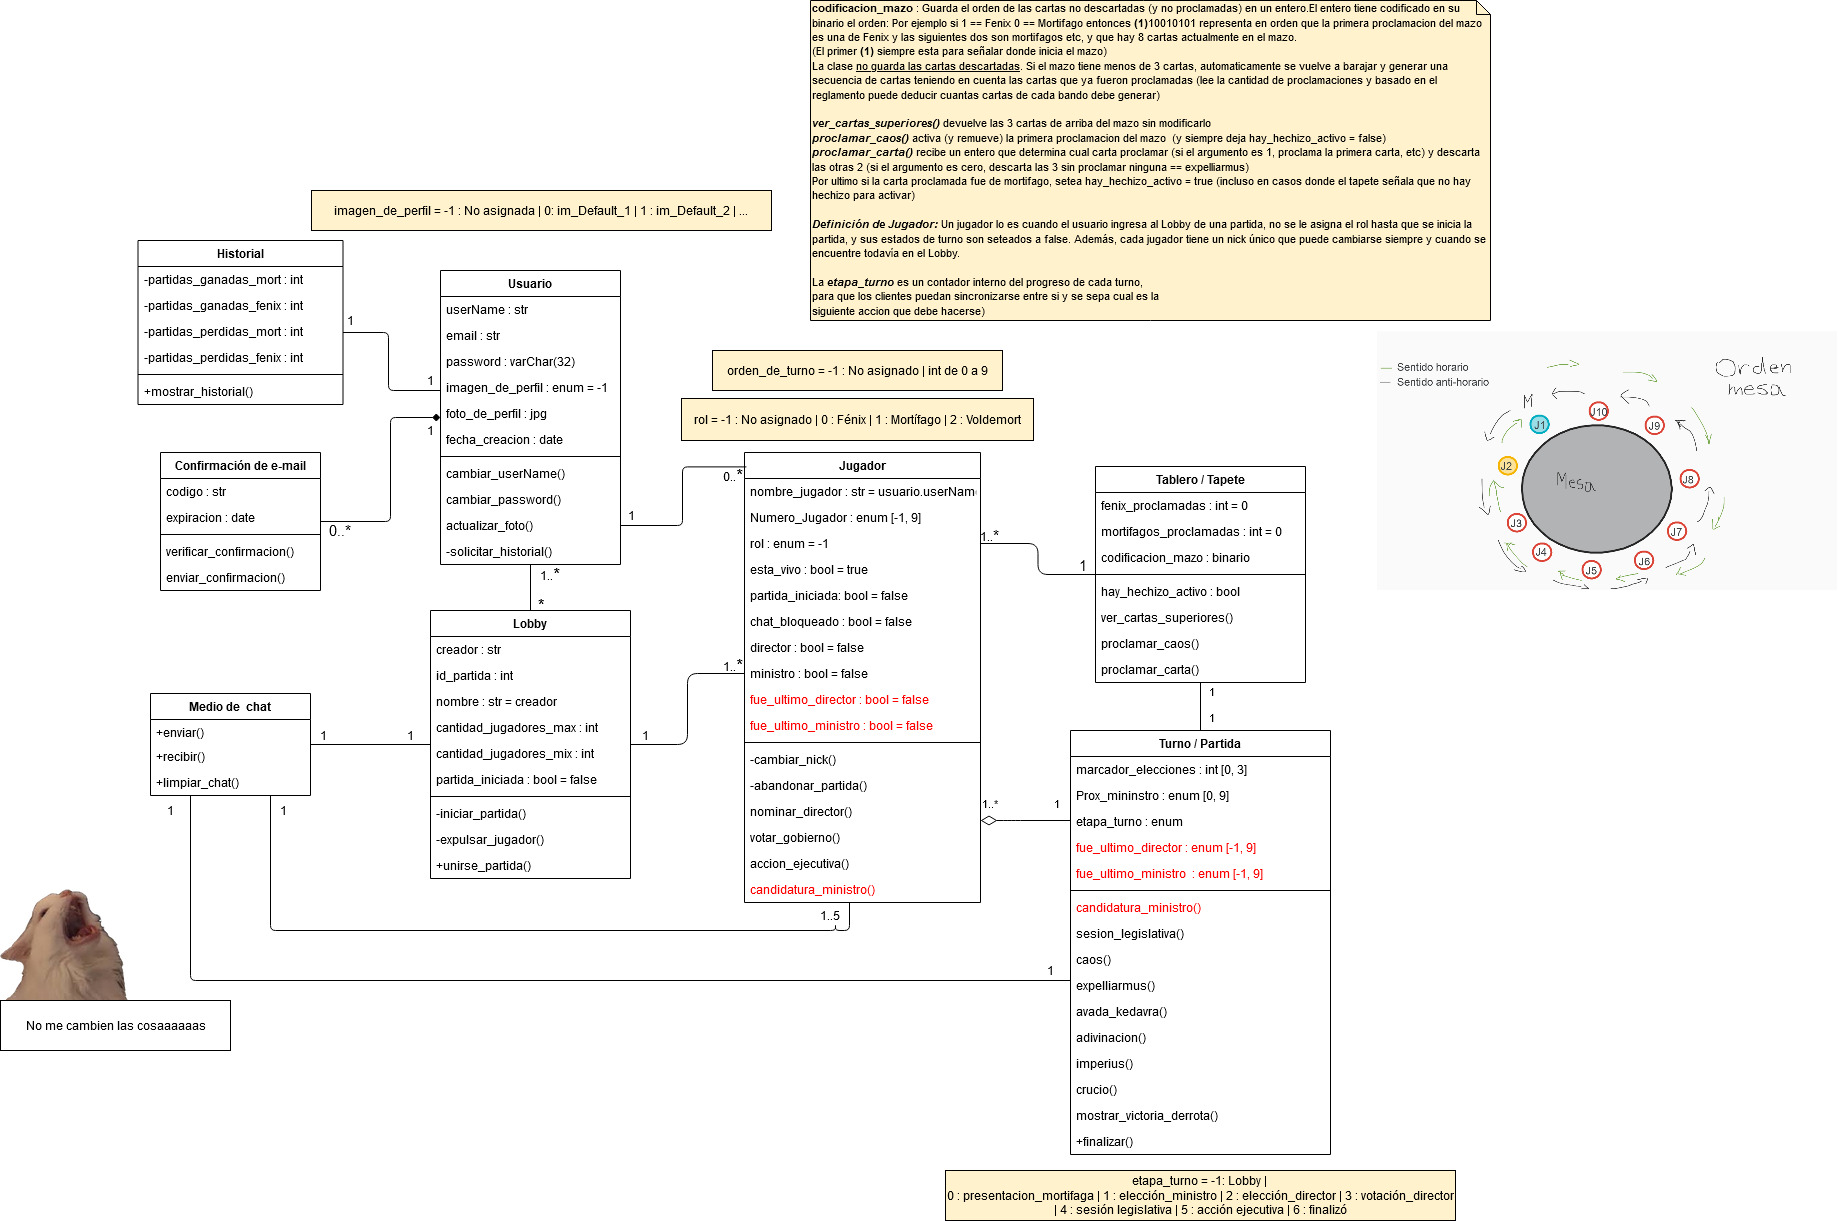 codificacion_mazo : Guarda el orden de las cartas no descartadas (y no proclamadas) en un entero.El entero tiene codificado en su
binario el orden: Por ejemplo si 1 == Fenix 0 == Mortifago entonces (1)10010101 representa en orden que la primera proclamacion del mazo
es una de Fenix y las siguientes dos son mortifagos etc, y que hay 8 cartas actualmente en el mazo.
(El primer (1) siempre esta para señalar donde inicia el mazo)
La clase no guarda las cartas descartadas. Si el mazo tiene menos de 3 cartas, automaticamente se vuelve a barajar y generar una
secuencia de cartas teniendo en cuenta las cartas que ya fueron proclamadas (lee la cantidad de proclamaciones y basado en el
reglamento puede deducir cuantas cartas de cada bando debe generar)
ver_cartas_superiores() devuelve las 3 cartas de arriba del mazo sin modificarlo
proclamar_caos() activa (y remueve) la primera proclamacion del mazo (y siempre deja hay_hechizo_activo = false)
proclamar_carta() recibe un entero que determina cual carta proclamar (si el argumento es 1, proclama la primera carta, etc) y descarta
las otras 2 (si el argumento es cero, descarta las 3 sin proclamar ninguna == expelliarmus)
Por ultimo si la carta proclamada fue de mortifago, setea hay_hechizo_activo = true (incluso en casos donde el tapete señala que no hay
hechizo para activar)
Definición de Jugador: Un jugador lo es cuando el usuario ingresa al Lobby de una partida, no se le asigna el rol hasta que se inicia la
partida, y sus estados de turno son seteados a false. Además, cada jugador tiene un nick único que puede cambiarse siempre y cuando se
encuentre todavía en el Lobby.
La etapa_turno es un contador interno del progreso de cada turno,
para que los clientes puedan sincronizarse entre si y se sepa cual es la
siguiente accion que debe hacerse)
imagen_de_perfil = -1 : No asignada | 0: im_Default_1 | 1 : im_Default_2 | ...
Historial
-partidas_ganadas_mort : int
-partidas_ganadas_fenix : int
-partidas_perdidas_mort : int
-partidas_perdidas_fenix : int
+mostrar_historial()
1
1
Usuario
userName : str
email : str
password : varChar(32)
imagen_de_perfil : enum = -1
foto_de_perfil : jpg
fecha_creacion : date
cambiar_userName()
cambiar_password()
actualizar_foto()
-solicitar_historial()
1
0..*
Confirmación de e-mail
codigo : str
expiracion : date
verificar_confirmacion()
enviar_confirmacion()
orden_de_turno = -1 : No asignado | int de 0 a 9
rol = -1 : No asignado | 0 : Fénix | 1 : Mortífago | 2 : Voldemort
1
0..*
Jugador
nombre_jugador : str = usuario.userNam
Numero_Jugador : enum [-1, 9]
rol : enum = -1
esta_vivo : bool = true
partida_iniciada: bool = false
chat_bloqueado : bool = false
director : bool = false
ministro : bool = false
fue_ultimo_director : bool = false
fue_ultimo_ministro : bool = false
-cambiar_nick()
-abandonar_partida()
nominar_director()
votar_gobierno()
accion_ejecutiva()
candidatura_ministro()
1..*
1
Tablero / Tapete
fenix_proclamadas : int = 0
mortifagos_proclamadas : int = 0
codificacion_mazo : binario
hay_hechizo_activo : bool
ver_cartas_superiores()
proclamar_caos()
proclamar_carta()
1
1
Sentido horario
Sentido anti-horario
Orden
mesa
M
Mesa
J1
J2
J3
J4
J5
J6
J7
J8
J9
J10
1..*
*
Lobby
creador : str
id_partida : int
nombre : str = creador
cantidad_jugadores_max : int
cantidad_jugadores_mix : int
partida_iniciada : bool = false
-iniciar_partida()
-expulsar_jugador()
+unirse_partida()
1
1..*
Medio de chat
+enviar()
+recibir()
+limpiar_chat()
1
1
1
1
1..5
1
Turno / Partida
marcador_elecciones : int [0, 3]
Prox_mininstro : enum [0, 9]
etapa_turno : enum
fue_ultimo_director : enum [-1, 9]
fue_ultimo_ministro : enum [-1, 9]
candidatura_ministro()
sesion_legislativa()
caos()
expelliarmus()
avada_kedavra()
adivinacion()
imperius()
crucio()
mostrar_victoria_derrota()
+finalizar()
1..*
1
No me cambien las cosaaaaaas
etapa_turno = -1: Lobby |
0 : presentacion_mortifaga | 1 : elección_ministro | 2 : elección_director | 3 : votación_director
| 4 : sesión legislativa | 5 : acción ejecutiva | 6 : finalizó